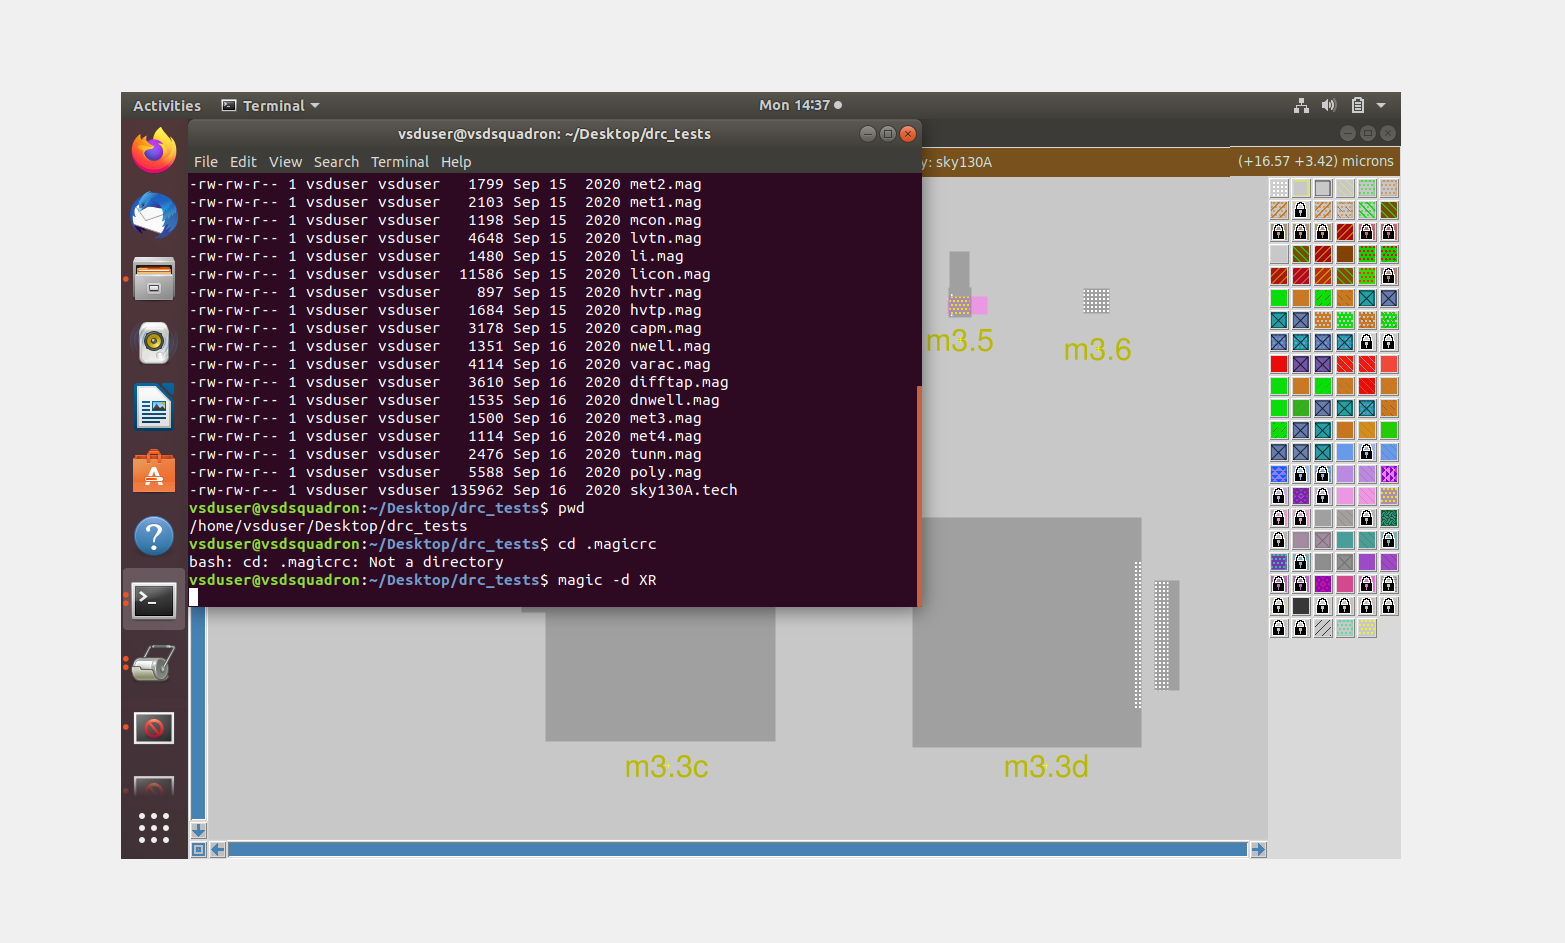 Activities Terminal Mon 14:37
vsduser@vsdsquadron: ~/Desktop/drc_tests
File Edit View Search Terminal Help
y: sky130A (+16.57 +3.42) microns
-rw-rw-r-- 1 vsduser vsduser   1799 Sep 15  2020 met2.mag
-rw-rw-r-- 1 vsduser vsduser   2103 Sep 15  2020 met1.mag
-rw-rw-r-- 1 vsduser vsduser   1198 Sep 15  2020 mcon.mag
-rw-rw-r-- 1 vsduser vsduser   4648 Sep 15  2020 lvtn.mag
-rw-rw-r-- 1 vsduser vsduser   1480 Sep 15  2020 li.mag
-rw-rw-r-- 1 vsduser vsduser  11586 Sep 15  2020 licon.mag
-rw-rw-r-- 1 vsduser vsduser    897 Sep 15  2020 hvtr.mag
-rw-rw-r-- 1 vsduser vsduser   1684 Sep 15  2020 hvtp.mag
-rw-rw-r-- 1 vsduser vsduser   3178 Sep 15  2020 capm.mag
-rw-rw-r-- 1 vsduser vsduser   1351 Sep 16  2020 nwell.mag
-rw-rw-r-- 1 vsduser vsduser   4114 Sep 16  2020 varac.mag
-rw-rw-r-- 1 vsduser vsduser   3610 Sep 16  2020 difftap.mag
-rw-rw-r-- 1 vsduser vsduser   1535 Sep 16  2020 dnwell.mag
-rw-rw-r-- 1 vsduser vsduser   1500 Sep 16  2020 met3.mag
-rw-rw-r-- 1 vsduser vsduser   1114 Sep 16  2020 met4.mag
-rw-rw-r-- 1 vsduser vsduser   2476 Sep 16  2020 tunm.mag
-rw-rw-r-- 1 vsduser vsduser   5588 Sep 16  2020 poly.mag
-rw-rw-r-- 1 vsduser vsduser 135962 Sep 16  2020 sky130A.tech
vsduser@vsdsquadron:~/Desktop/drc_tests$ pwd
/home/vsduser/Desktop/drc_tests
vsduser@vsdsquadron:~/Desktop/drc_tests$ cd .magicrc
bash: cd: .magicrc: Not a directory
vsduser@vsdsquadron:~/Desktop/drc_tests$ magic -d XR
m3.5
m3.6
m3.3c
m3.3d